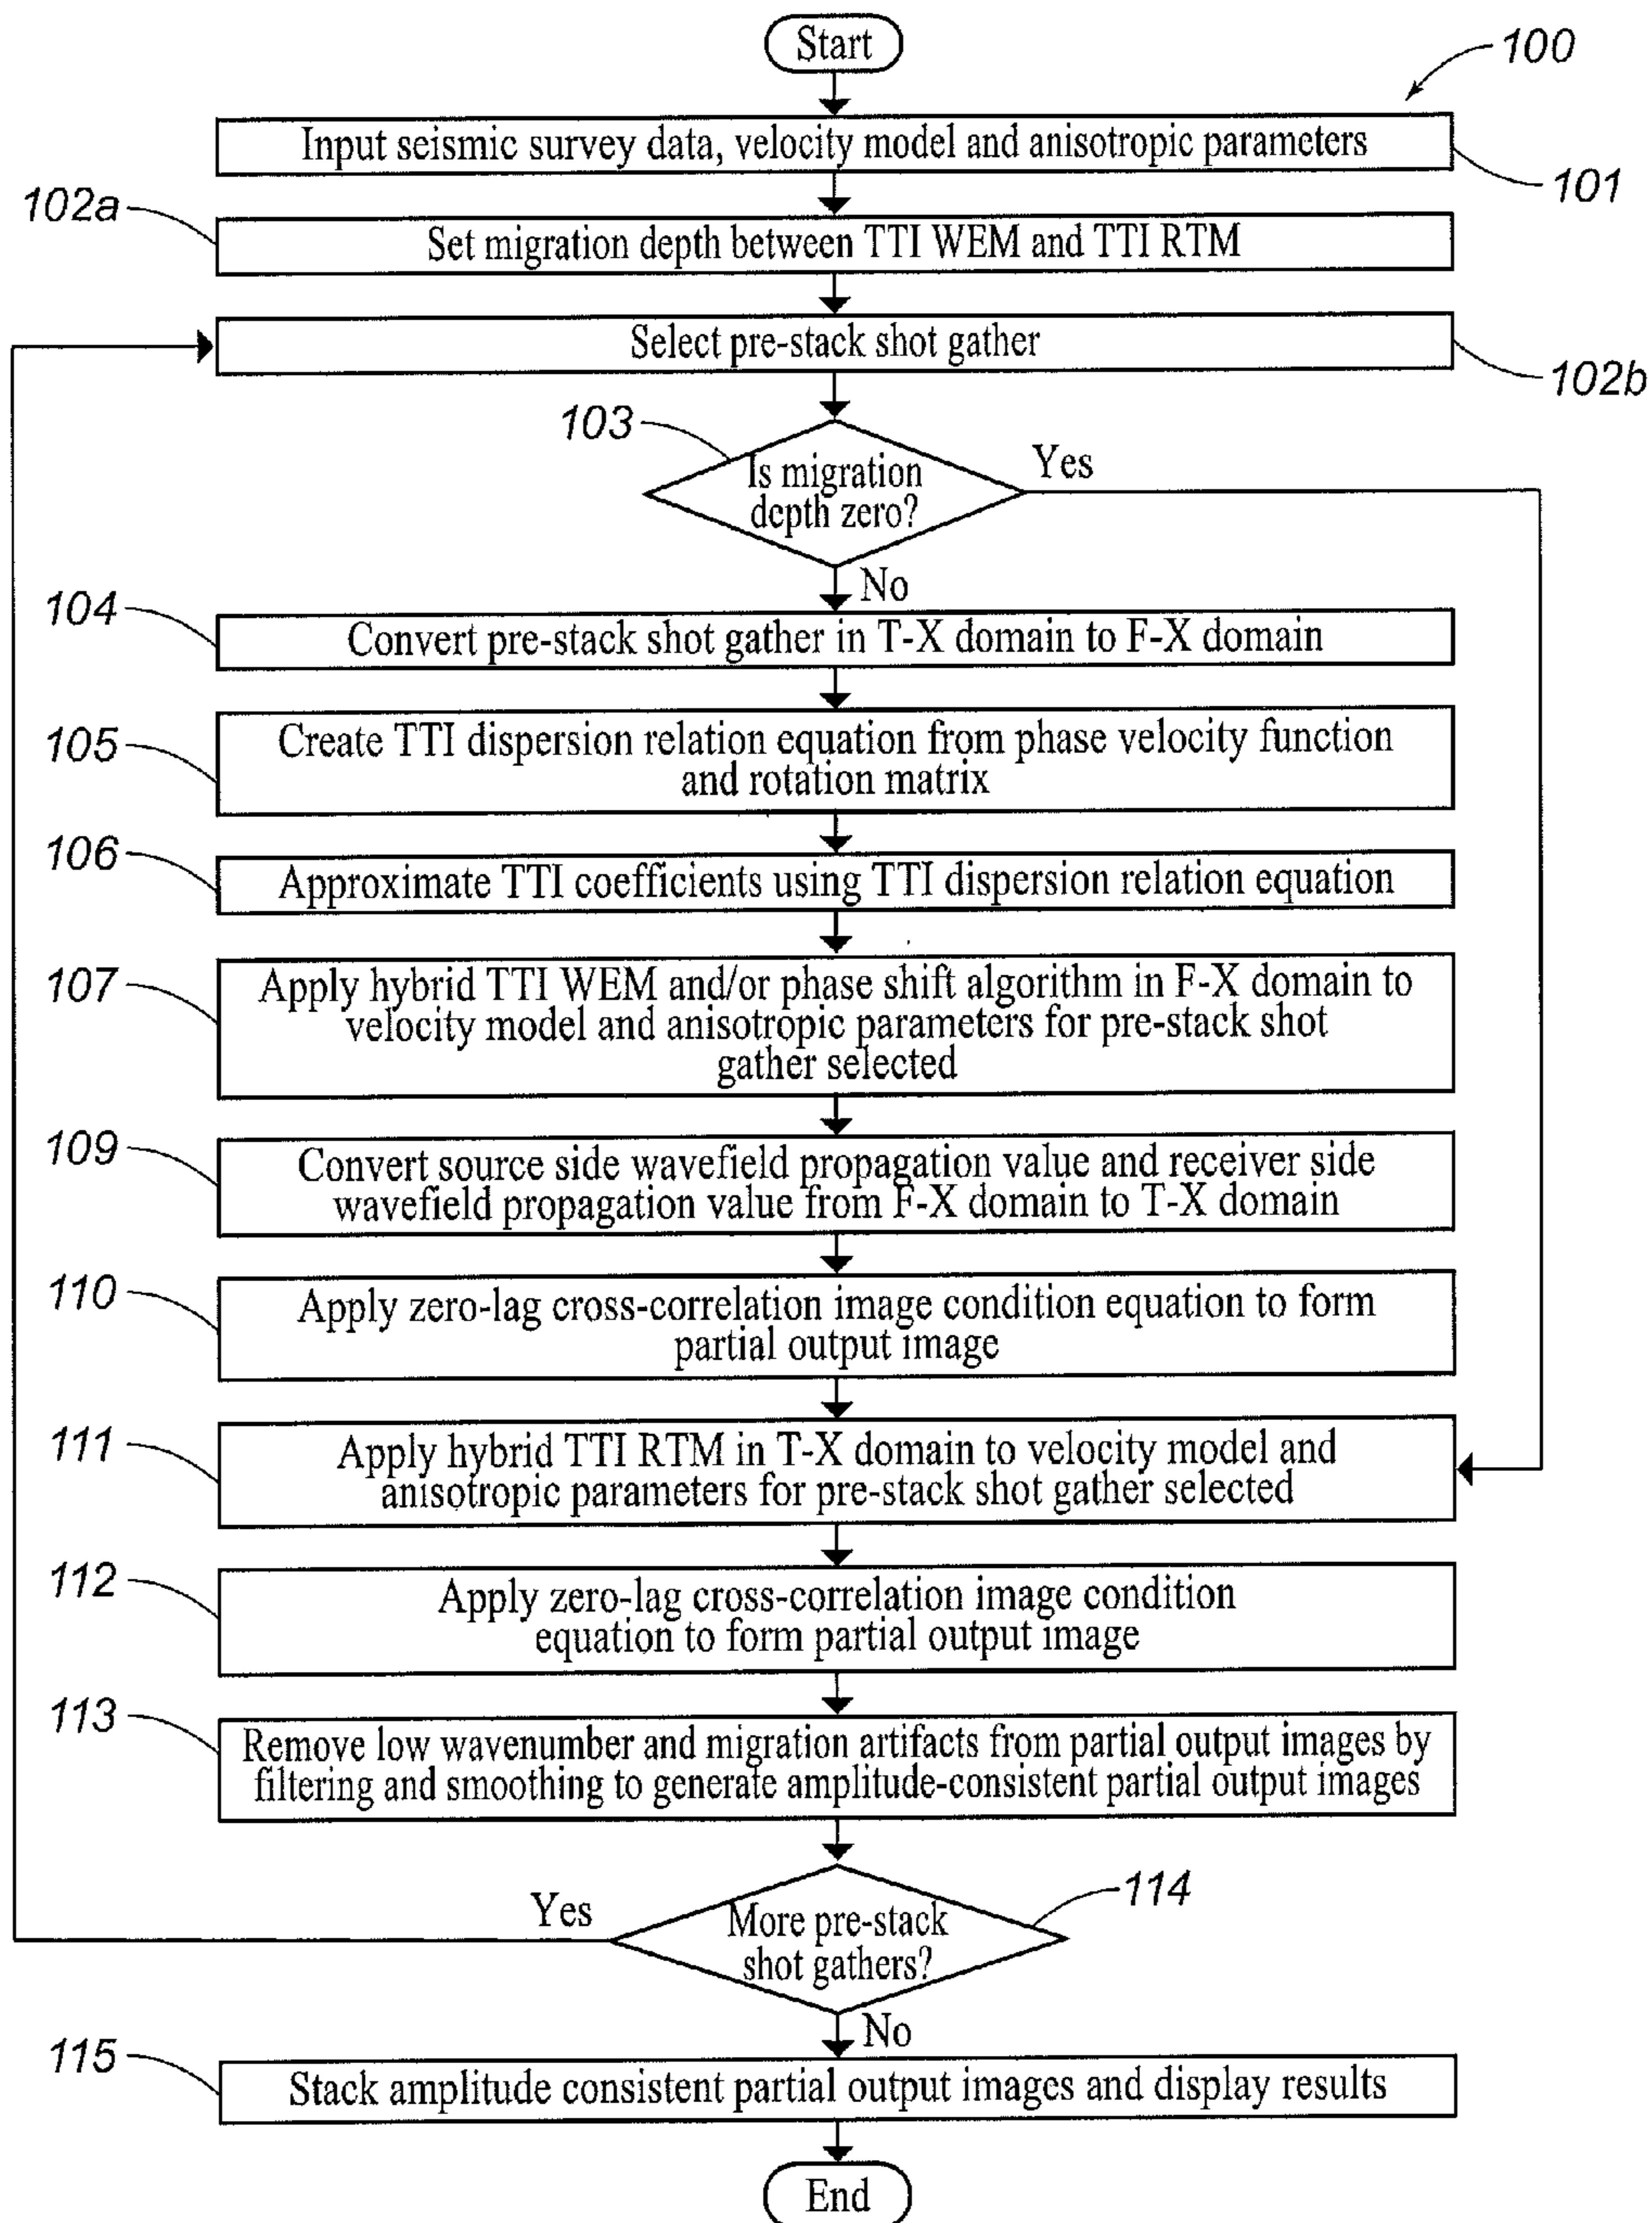 Start
100
Input seismic survey data, velocity model and anisotropic parameters
101
102a
Set migration depth between TTI WEM and TTI RTM
Select pre-stack shot gather
102b
103
Is migration
depth zero?
Yes
No
104
Convert pre-stack shot gather in T-X domain to F-X domain
105
Create TTI dispersion relation equation from phase velocity function
and rotation matrix
106
Approximate TTI coefficients using TTI dispersion relation equation
107
Apply hybrid TTI WEM and/or phase shift algorithm in F-X domain to
velocity model and anisotropic parameters for pre-stack shot
gather selected
109
Convert source side wavefield propagation value and receiver side
wavefield propagation value from F-X domain to T-X domain
110
Apply zero-lag cross-correlation image condition equation to form
partial output image
111
Apply hybrid TTI RTM in T-X domain to velocity model and
anisotropic parameters for pre-stack shot gather selected
112
Apply zero-lag cross-correlation image condition
equation to form partial output image
113
Remove low wavenumber and migration artifacts from partial output images by
filtering and smoothing to generate amplitude-consistent partial output images
114
Yes
More pre-stack
shot gathers?
No
115
Stack amplitude consistent partial output images and display results
End